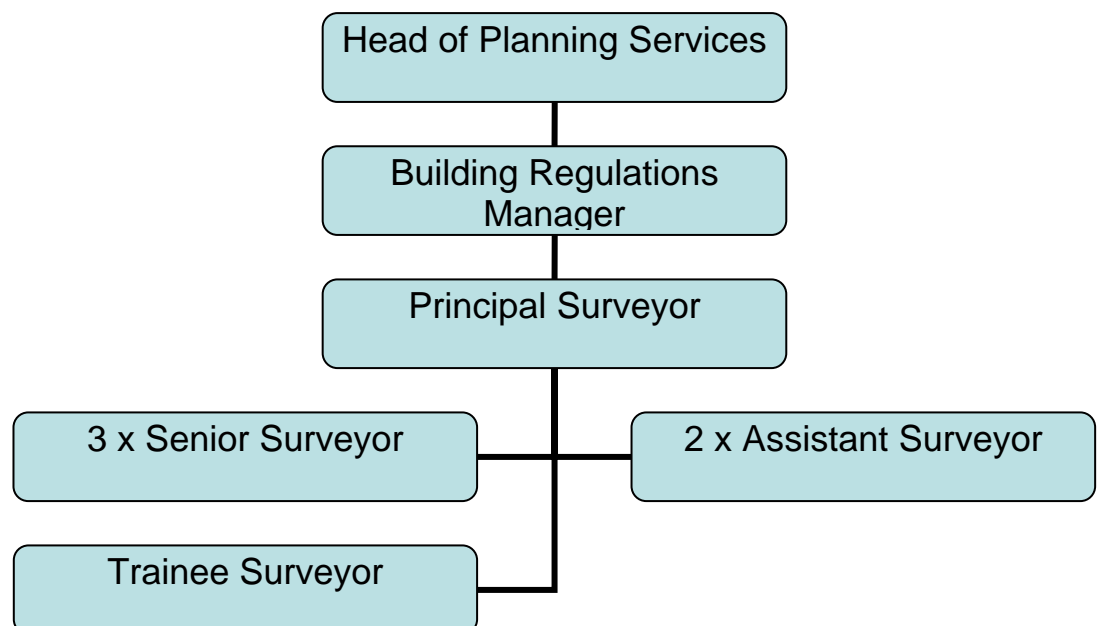 Head of Planning Services
Building Regulations
Manager
Principal Surveyor
3 x Senior Surveyor
2 x Assistant Surveyor
Trainee Surveyor